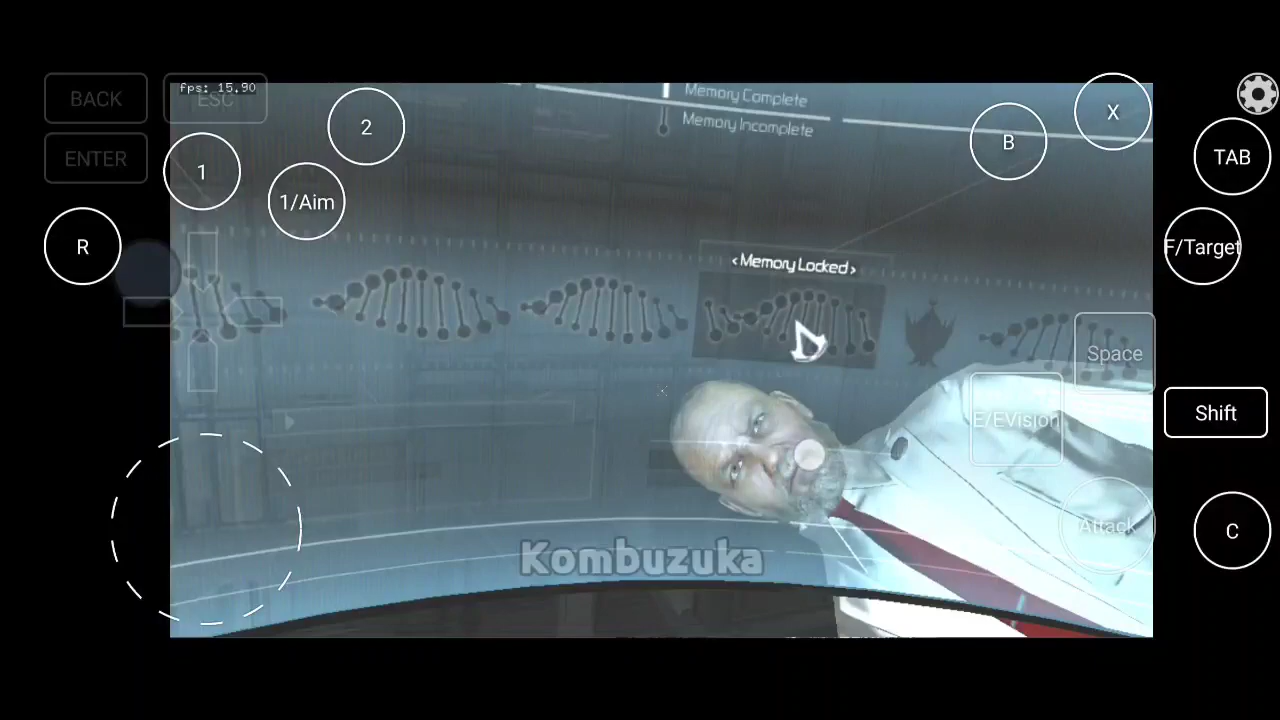 fps: 15.90
Memory Complete
BACK
ESC
2
X
Memory Incomplete
B
ENTER
1
TAB
1/Aim
R
F/Target
‹Memory Locked›
Space
E/EVision
Shift
Attack
C
Kombuzuka